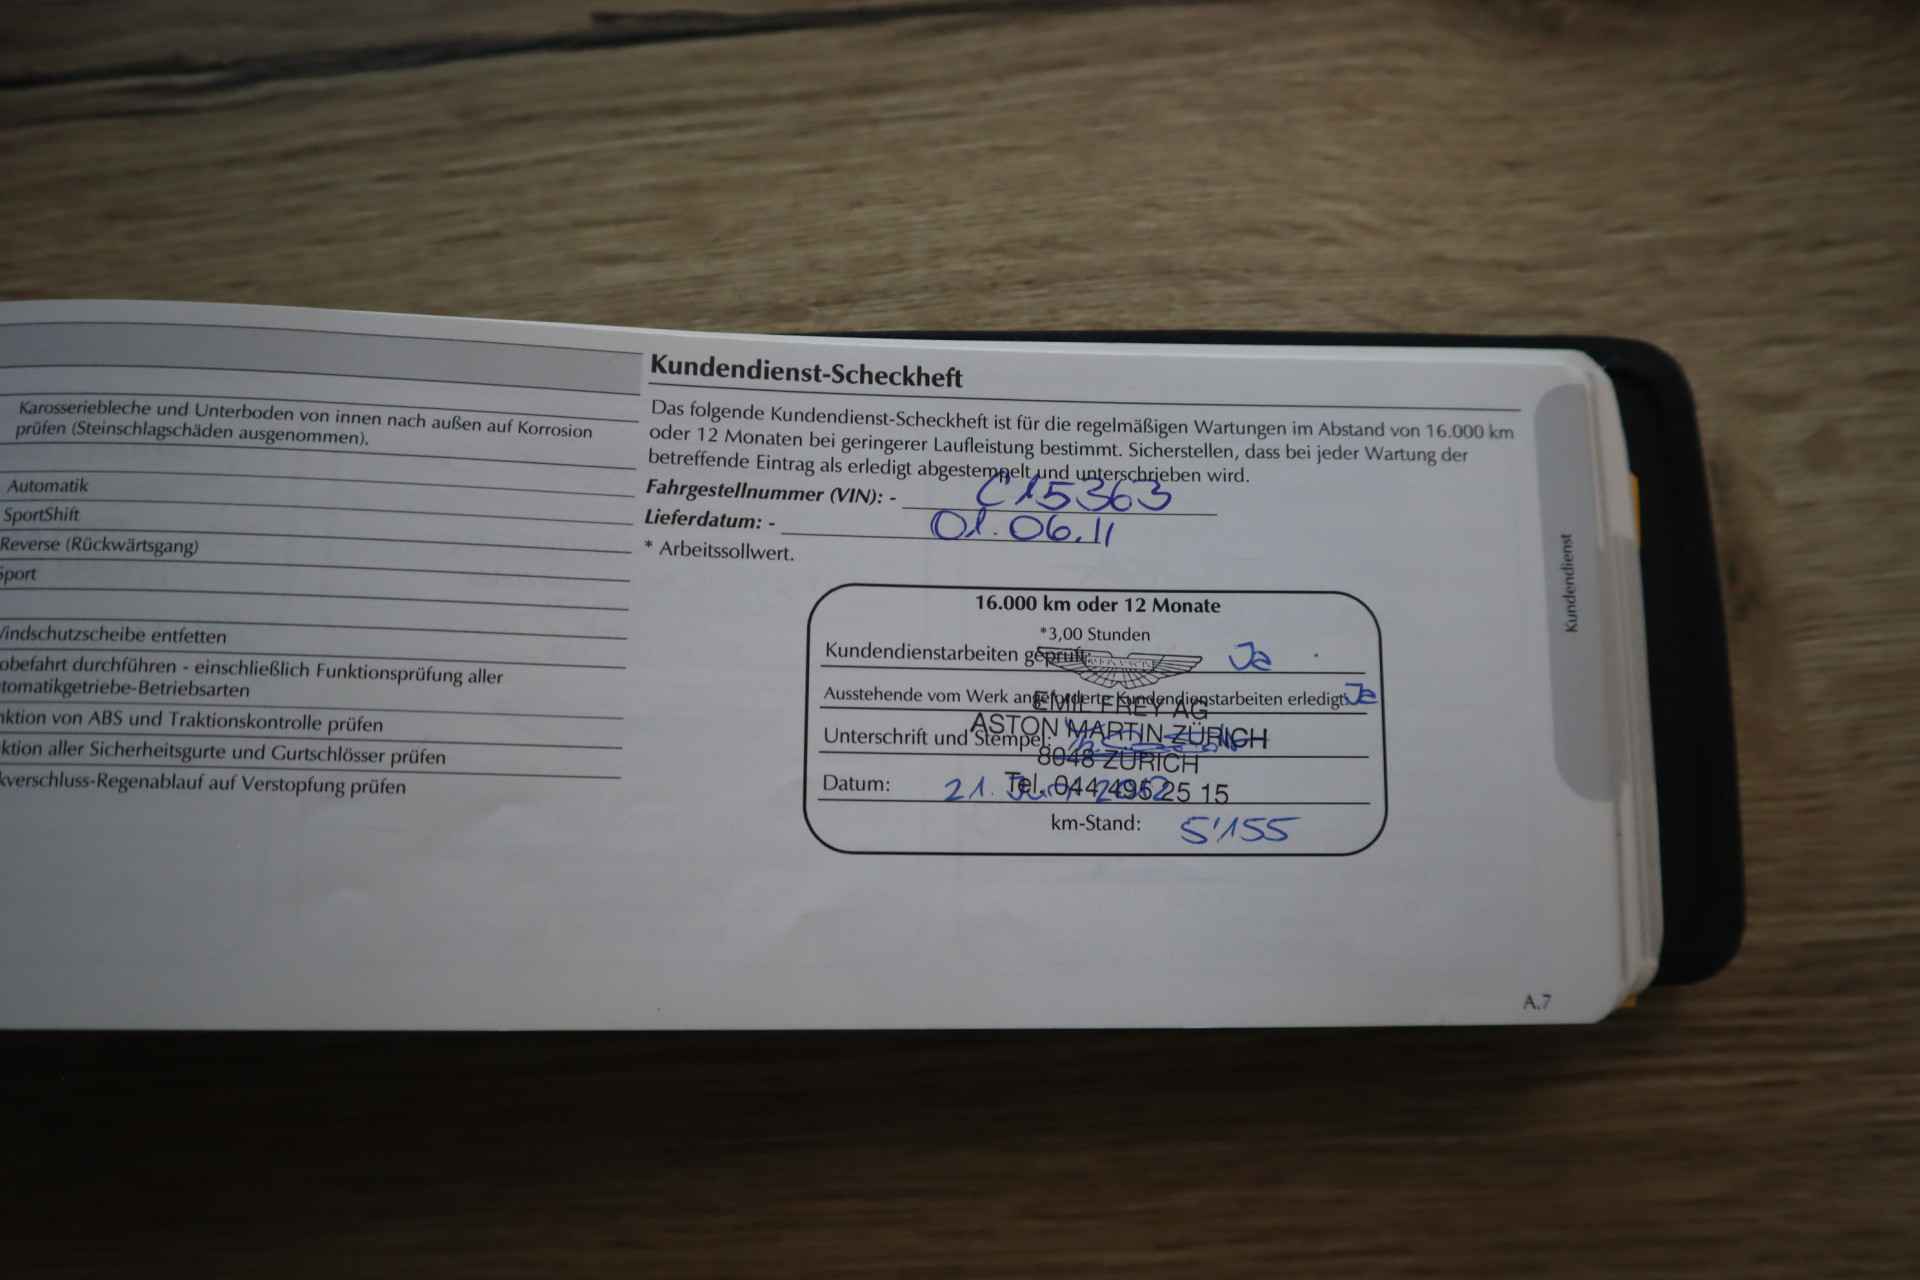 Karosseriebleche und Unterboden von innen nach außen auf Korrosion
prüfen (Steinschlagschäden ausgenommen).
Automatik
SportShift
Reverse (Rückwärtsgang)
Sport
Windschutzscheibe entfetten
obefahrt durchführen - einschließlich Funktionsprüfung aller
tomatikgetriebe-Betriebsarten
nktion von ABS und Traktionskontrolle prüfen
ktion aller Sicherheitsgurte und Gurtschlösser prüfen
kverschluss-Regenablauf auf Verstopfung prüfen
Kundendienst-Scheckheft
Das folgende Kundendienst-Scheckheft ist für die regelmäßigen Wartungen im Abstand von 16.000 km
oder 12 Monaten bei geringerer Laufleistung bestimmt. Sicherstellen, dass bei jeder Wartung der
betreffende Eintrag als erledigt abgestempelt und unterschrieben wird.
Fahrgestellnummer (VIN): - C15363
Lieferdatum: - 01.06.11
* Arbeitssollwert.
16.000 km oder 12 Monate
*3,00 Stunden
Kundendienstarbeiten geprüft: Ja
Ausstehende vom Werk angeforderte Kundendienstarbeiten erledigt: Ja
EMIL FREY AG
Unterschrift und Stempel:
ASTON MARTIN ZÜRICH
8048 ZÜRICH
Datum: 21. Juni 2012
Tel. 044 495 25 15
km-Stand: 5'155
Kundendienst
A.7